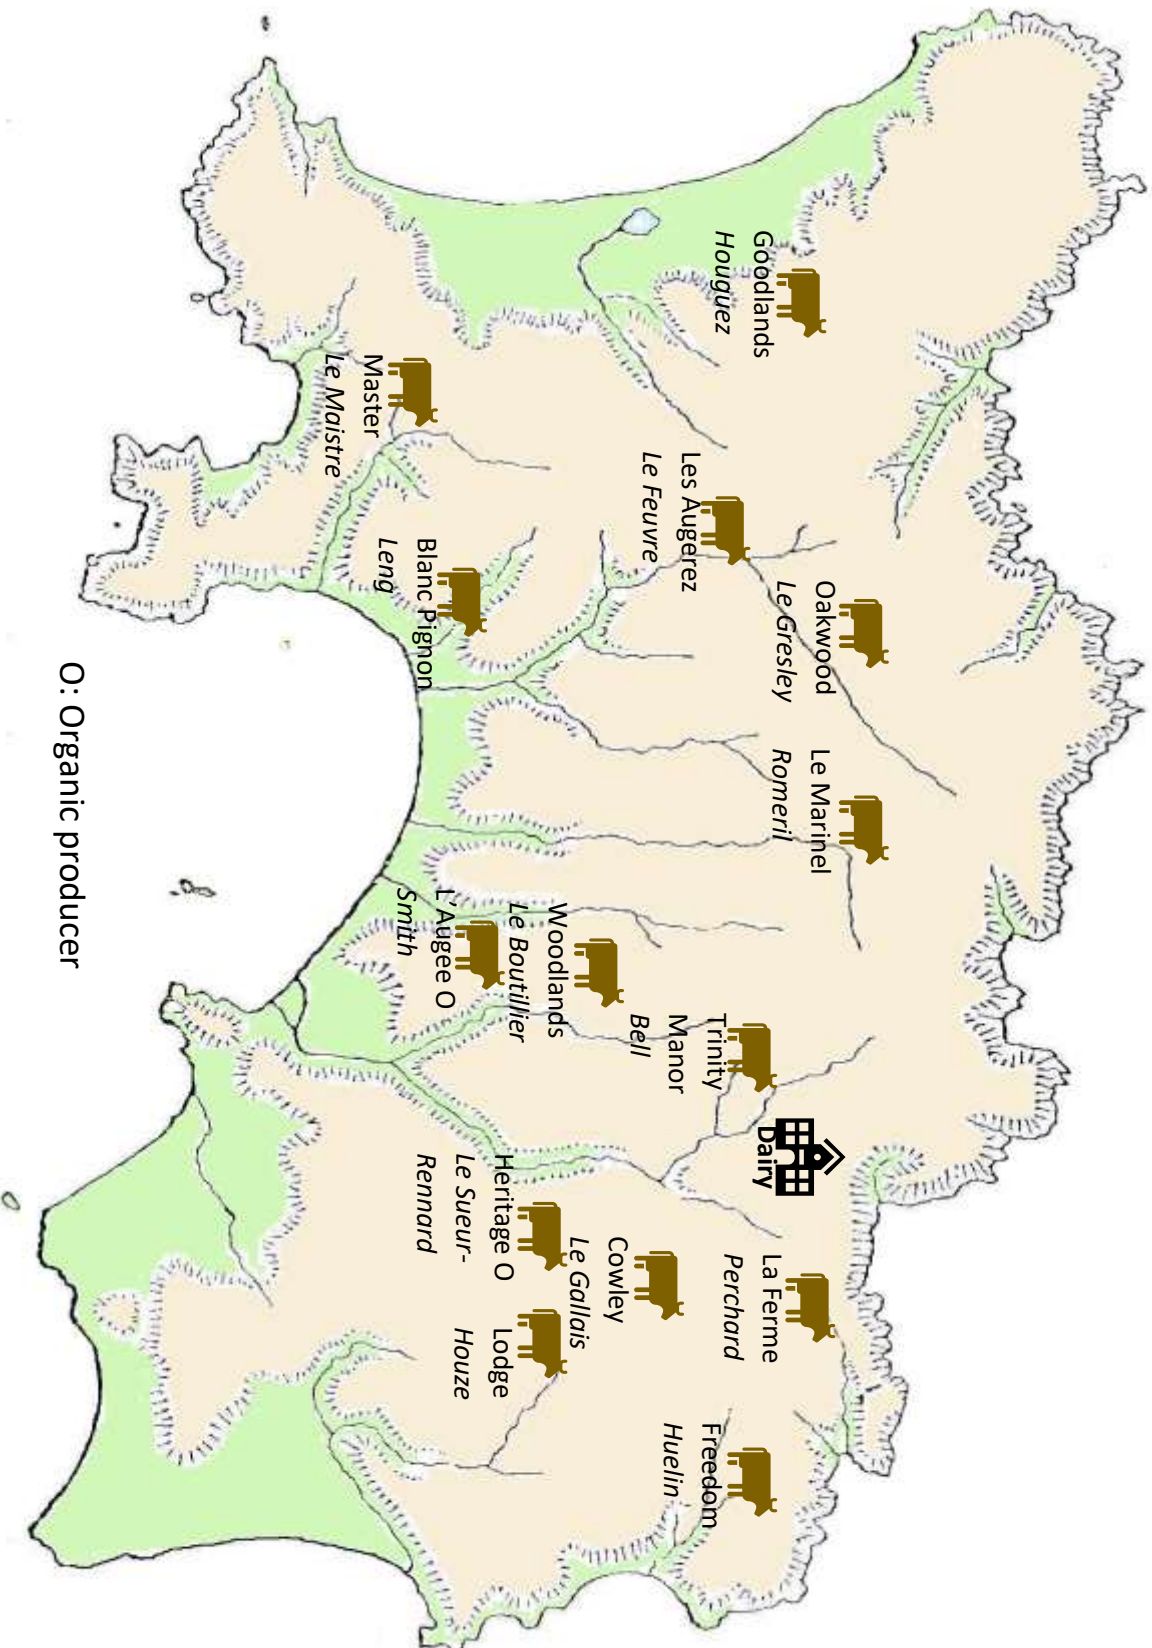 Goodlands
Houguez
Les Augerez
Le Feuvre
Oakwood
Le Gresley
Le Marinel
Romeril
Master
Le Maistre
Blanc Pignon
Leng
Woodlands
Le Boutillier
L'Augee O
Smith
Trinity
Manor
Bell
Dairy
La Ferme
Perchard
Cowley
Le Gallais
Heritage O
Le Sueur-
Rennard
Lodge
Houze
Freedom
Huelin
O: Organic producer